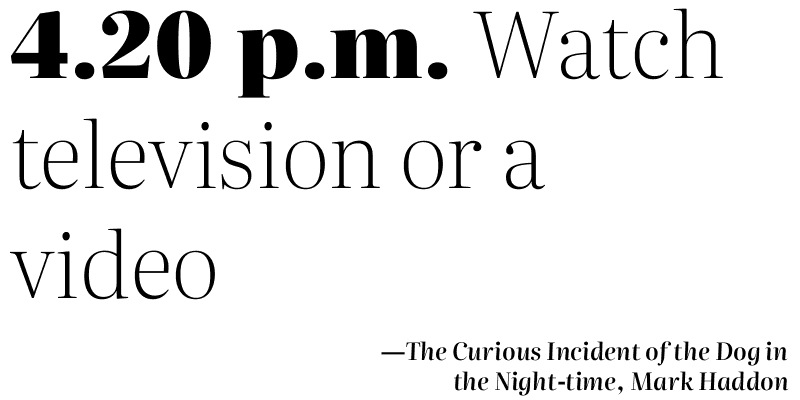 4.20 p.m. Watch
television or a
video
—The Curious Incident of the Dog in
the Night-time, Mark Haddon